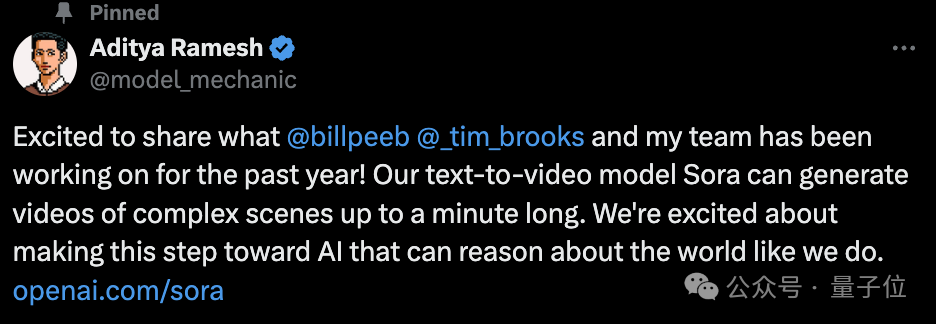 Pinned
Aditya Ramesh
@model_mechanic
Excited to share what @billpeeb @_tim_brooks and my team has been
working on for the past year! Our text-to-video model Sora can generate
videos of complex scenes up to a minute long. We're excited about
making this step toward AI that can reason about the world like we do.
openai.com/sora
公众号 · 量子位